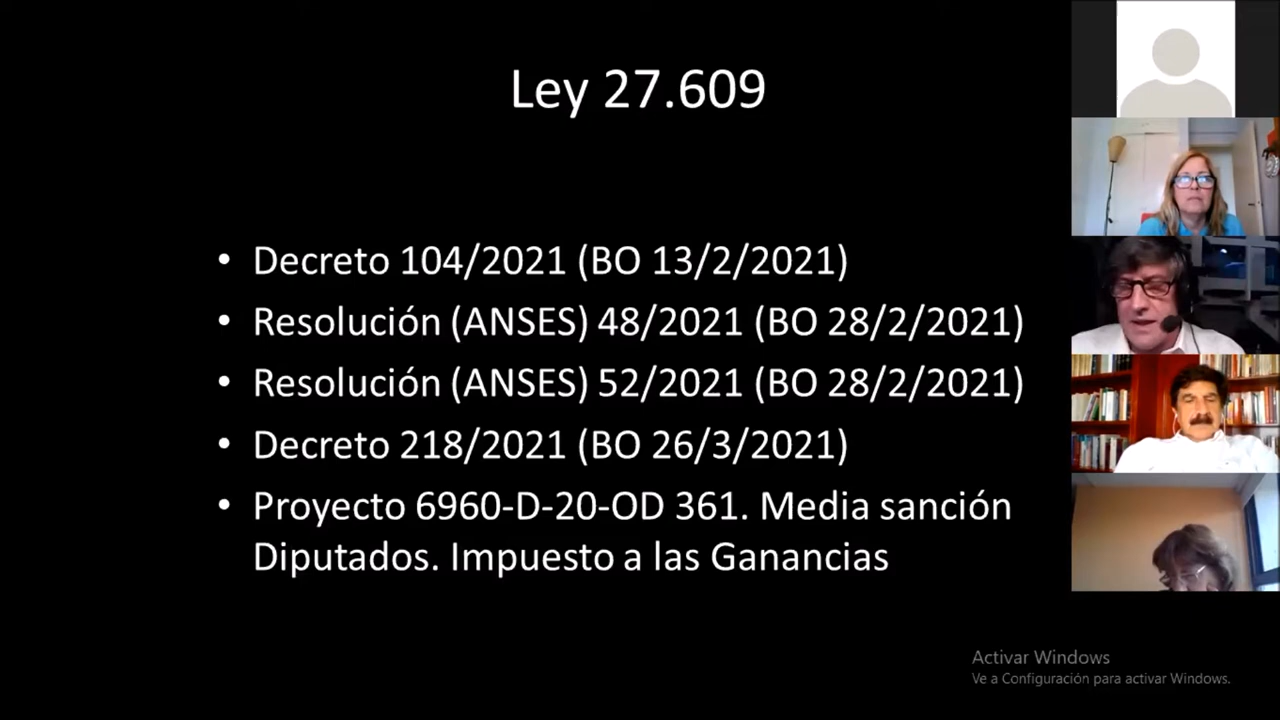 Ley 27.609
• Decreto 104/2021 (BO 13/2/2021)
• Resolución (ANSES) 48/2021 (BO 28/2/2021)
• Resolución (ANSES) 52/2021 (BO 28/2/2021)
• Decreto 218/2021 (BO 26/3/2021)
• Proyecto 6960-D-20-OD 361. Media sanción
Diputados. Impuesto a las Ganancias
Activar Windows
Ve a Configuración para activar Windows.